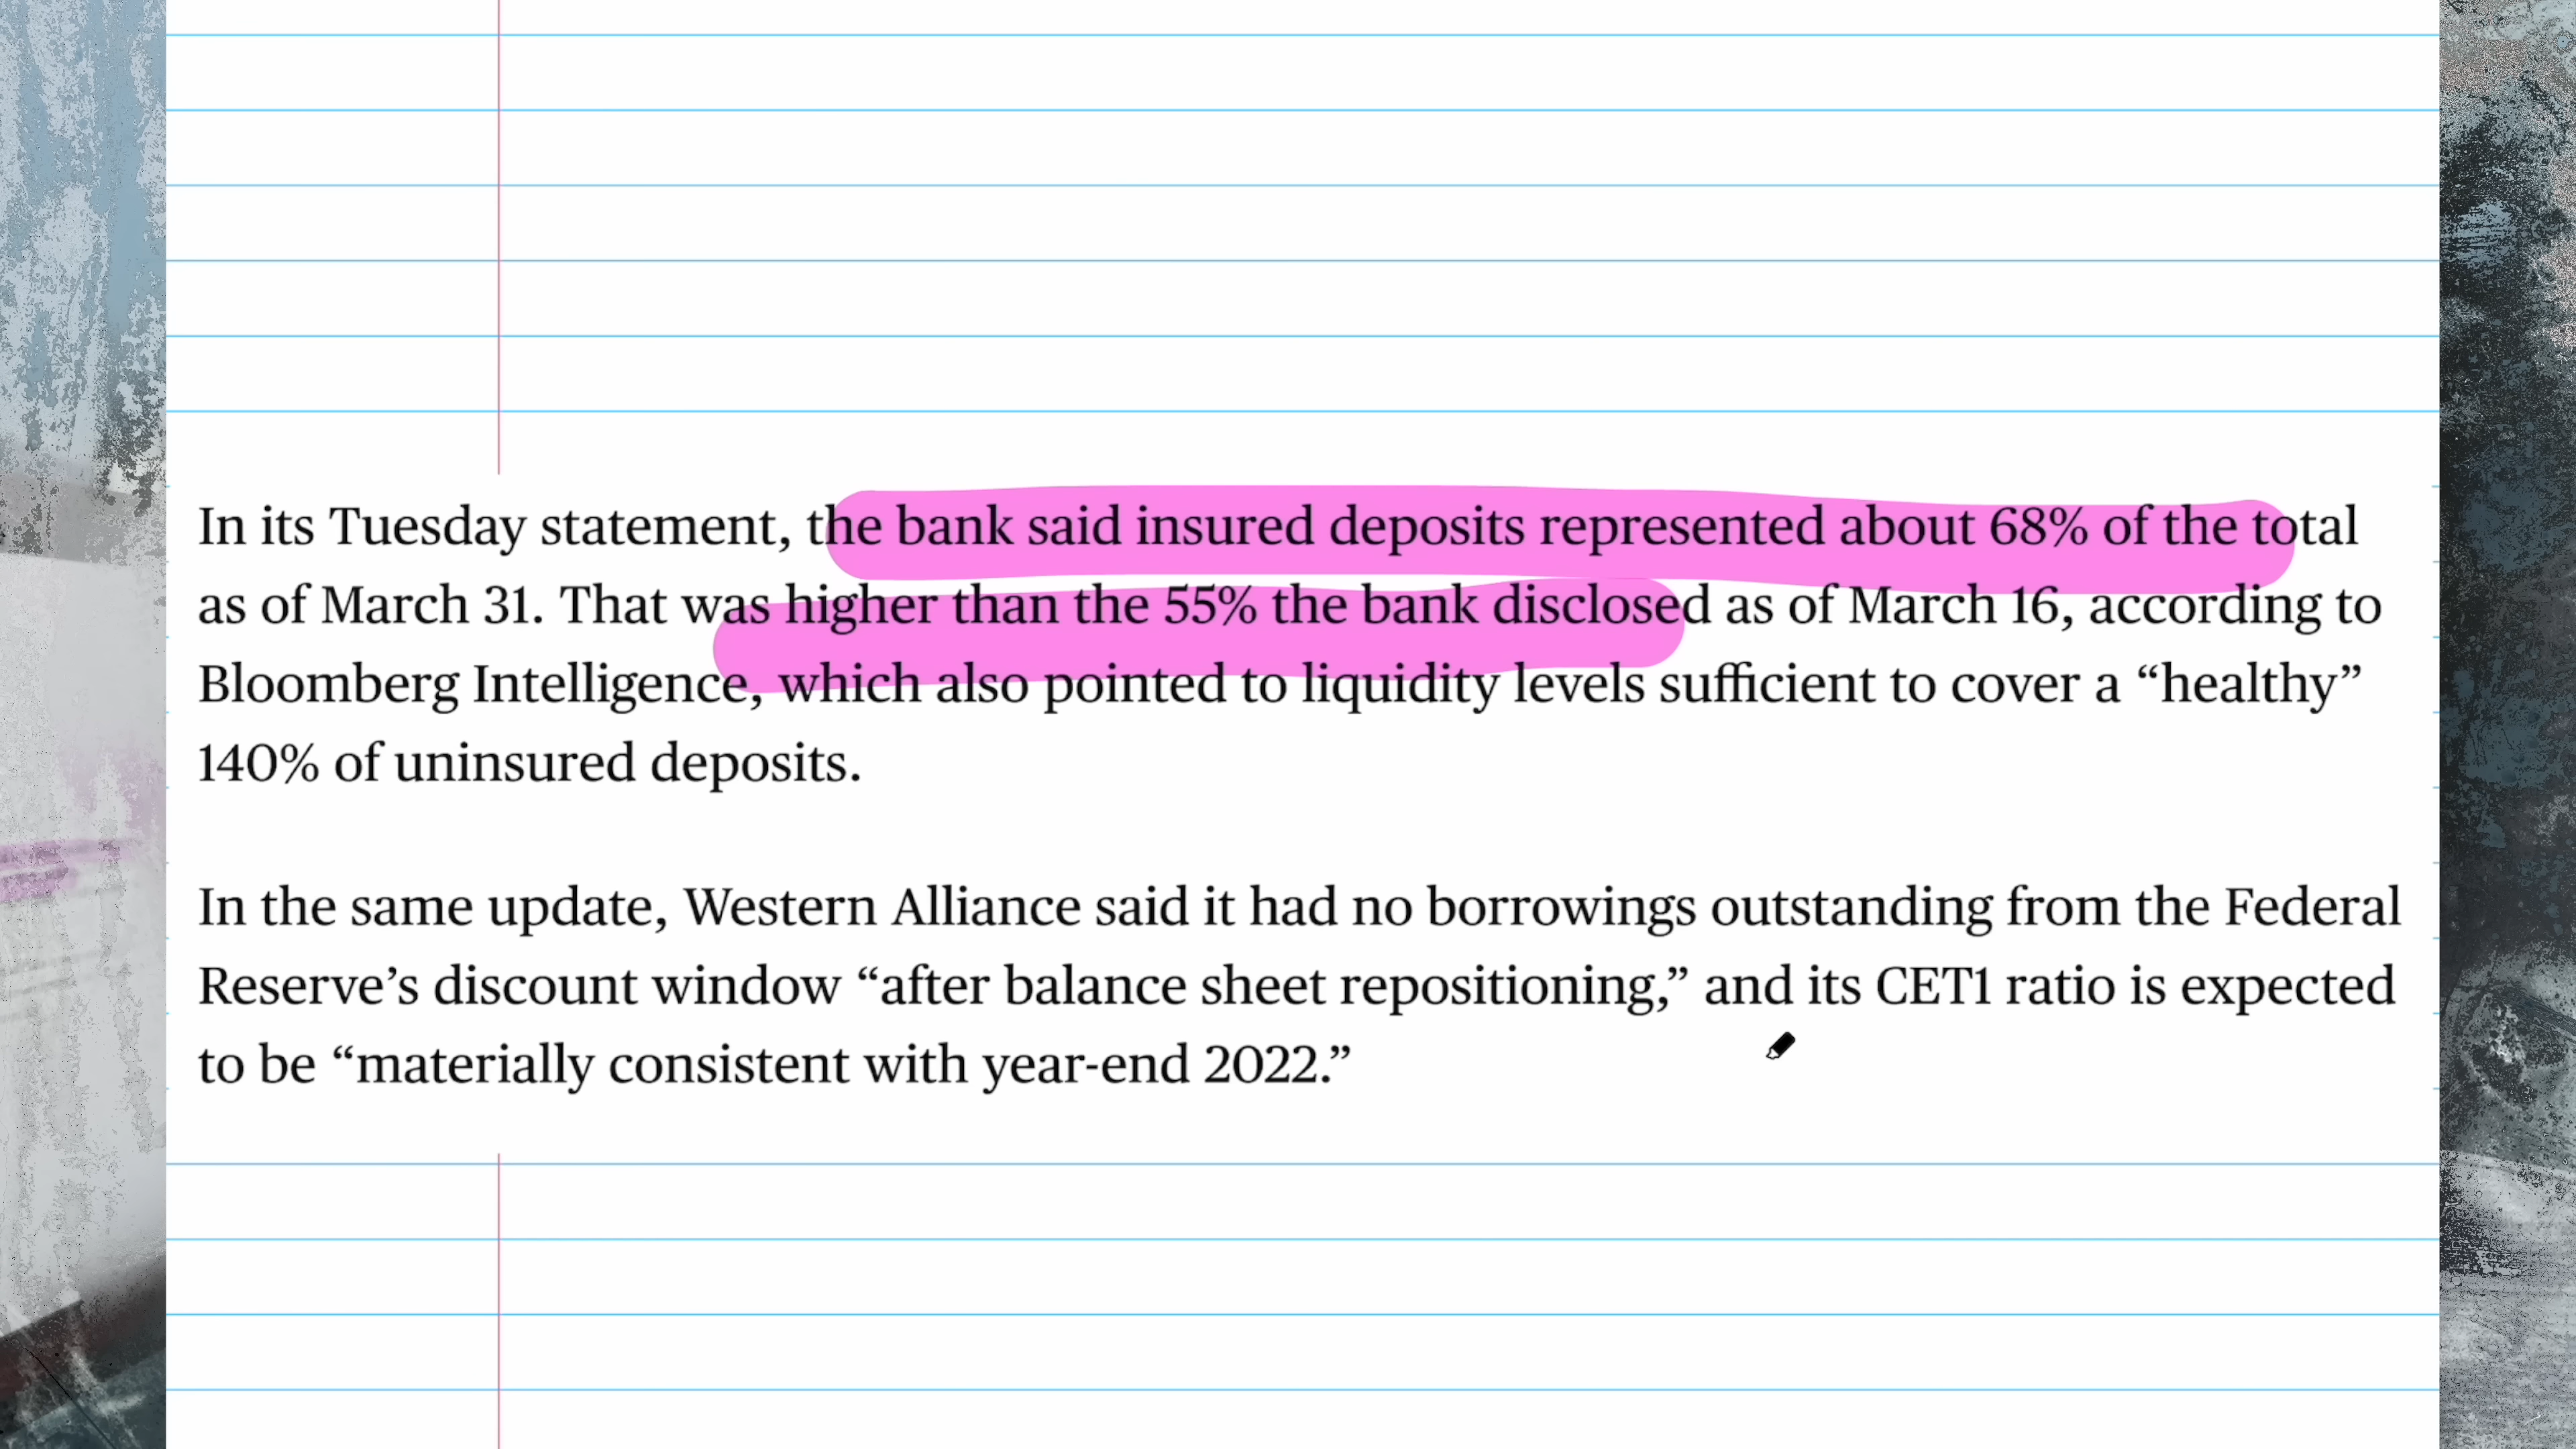 In its Tuesday statement, the bank said insured deposits represented about 68% of the total
as of March 31. That was higher than the 55% the bank disclosed as of March 16, according to
Bloomberg Intelligence, which also pointed to liquidity levels sufficient to cover a “healthy”
140% of uninsured deposits.
In the same update, Western Alliance said it had no borrowings outstanding from the Federal
Reserve’s discount window “after balance sheet repositioning,” and its CET1 ratio is expected
to be “materially consistent with year-end 2022.”